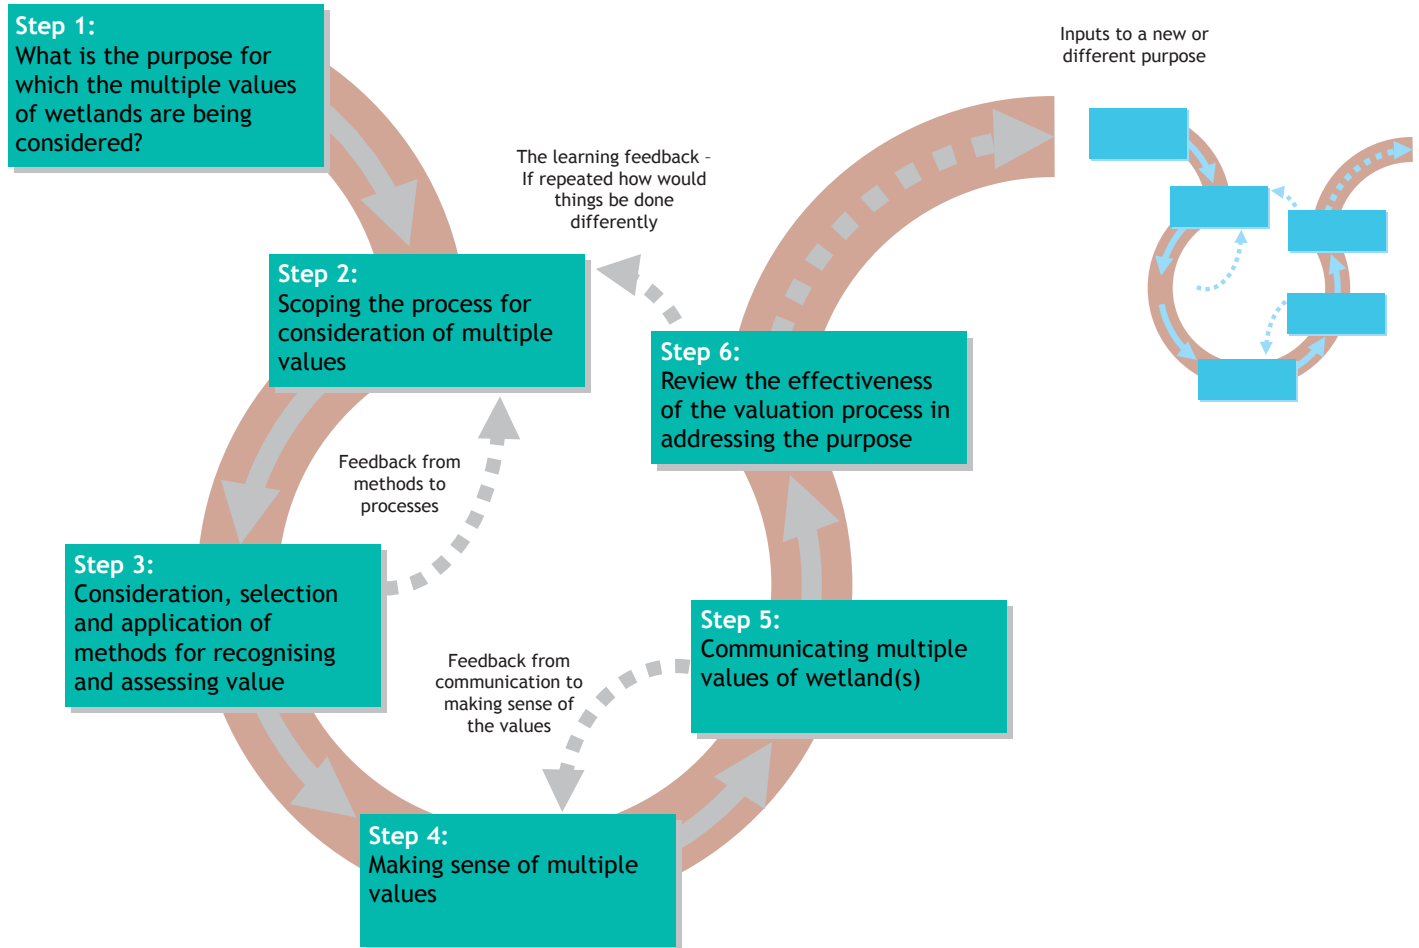 Step 1:
What is the purpose for
which the multiple values
of wetlands are being
considered?
Inputs to a new or
different purpose
The learning feedback –
If repeated how would
things be done
differently
Step 2:
Scoping the process for
consideration of multiple
values
Step 6:
Review the effectiveness
of the valuation process in
addressing the purpose
Feedback from
methods to
processes
Step 3:
Consideration, selection
and application of
methods for recognising
and assessing value
Step 5:
Communicating multiple
values of wetland(s)
Feedback from
communication to
making sense of
the values
Step 4:
Making sense of multiple
values